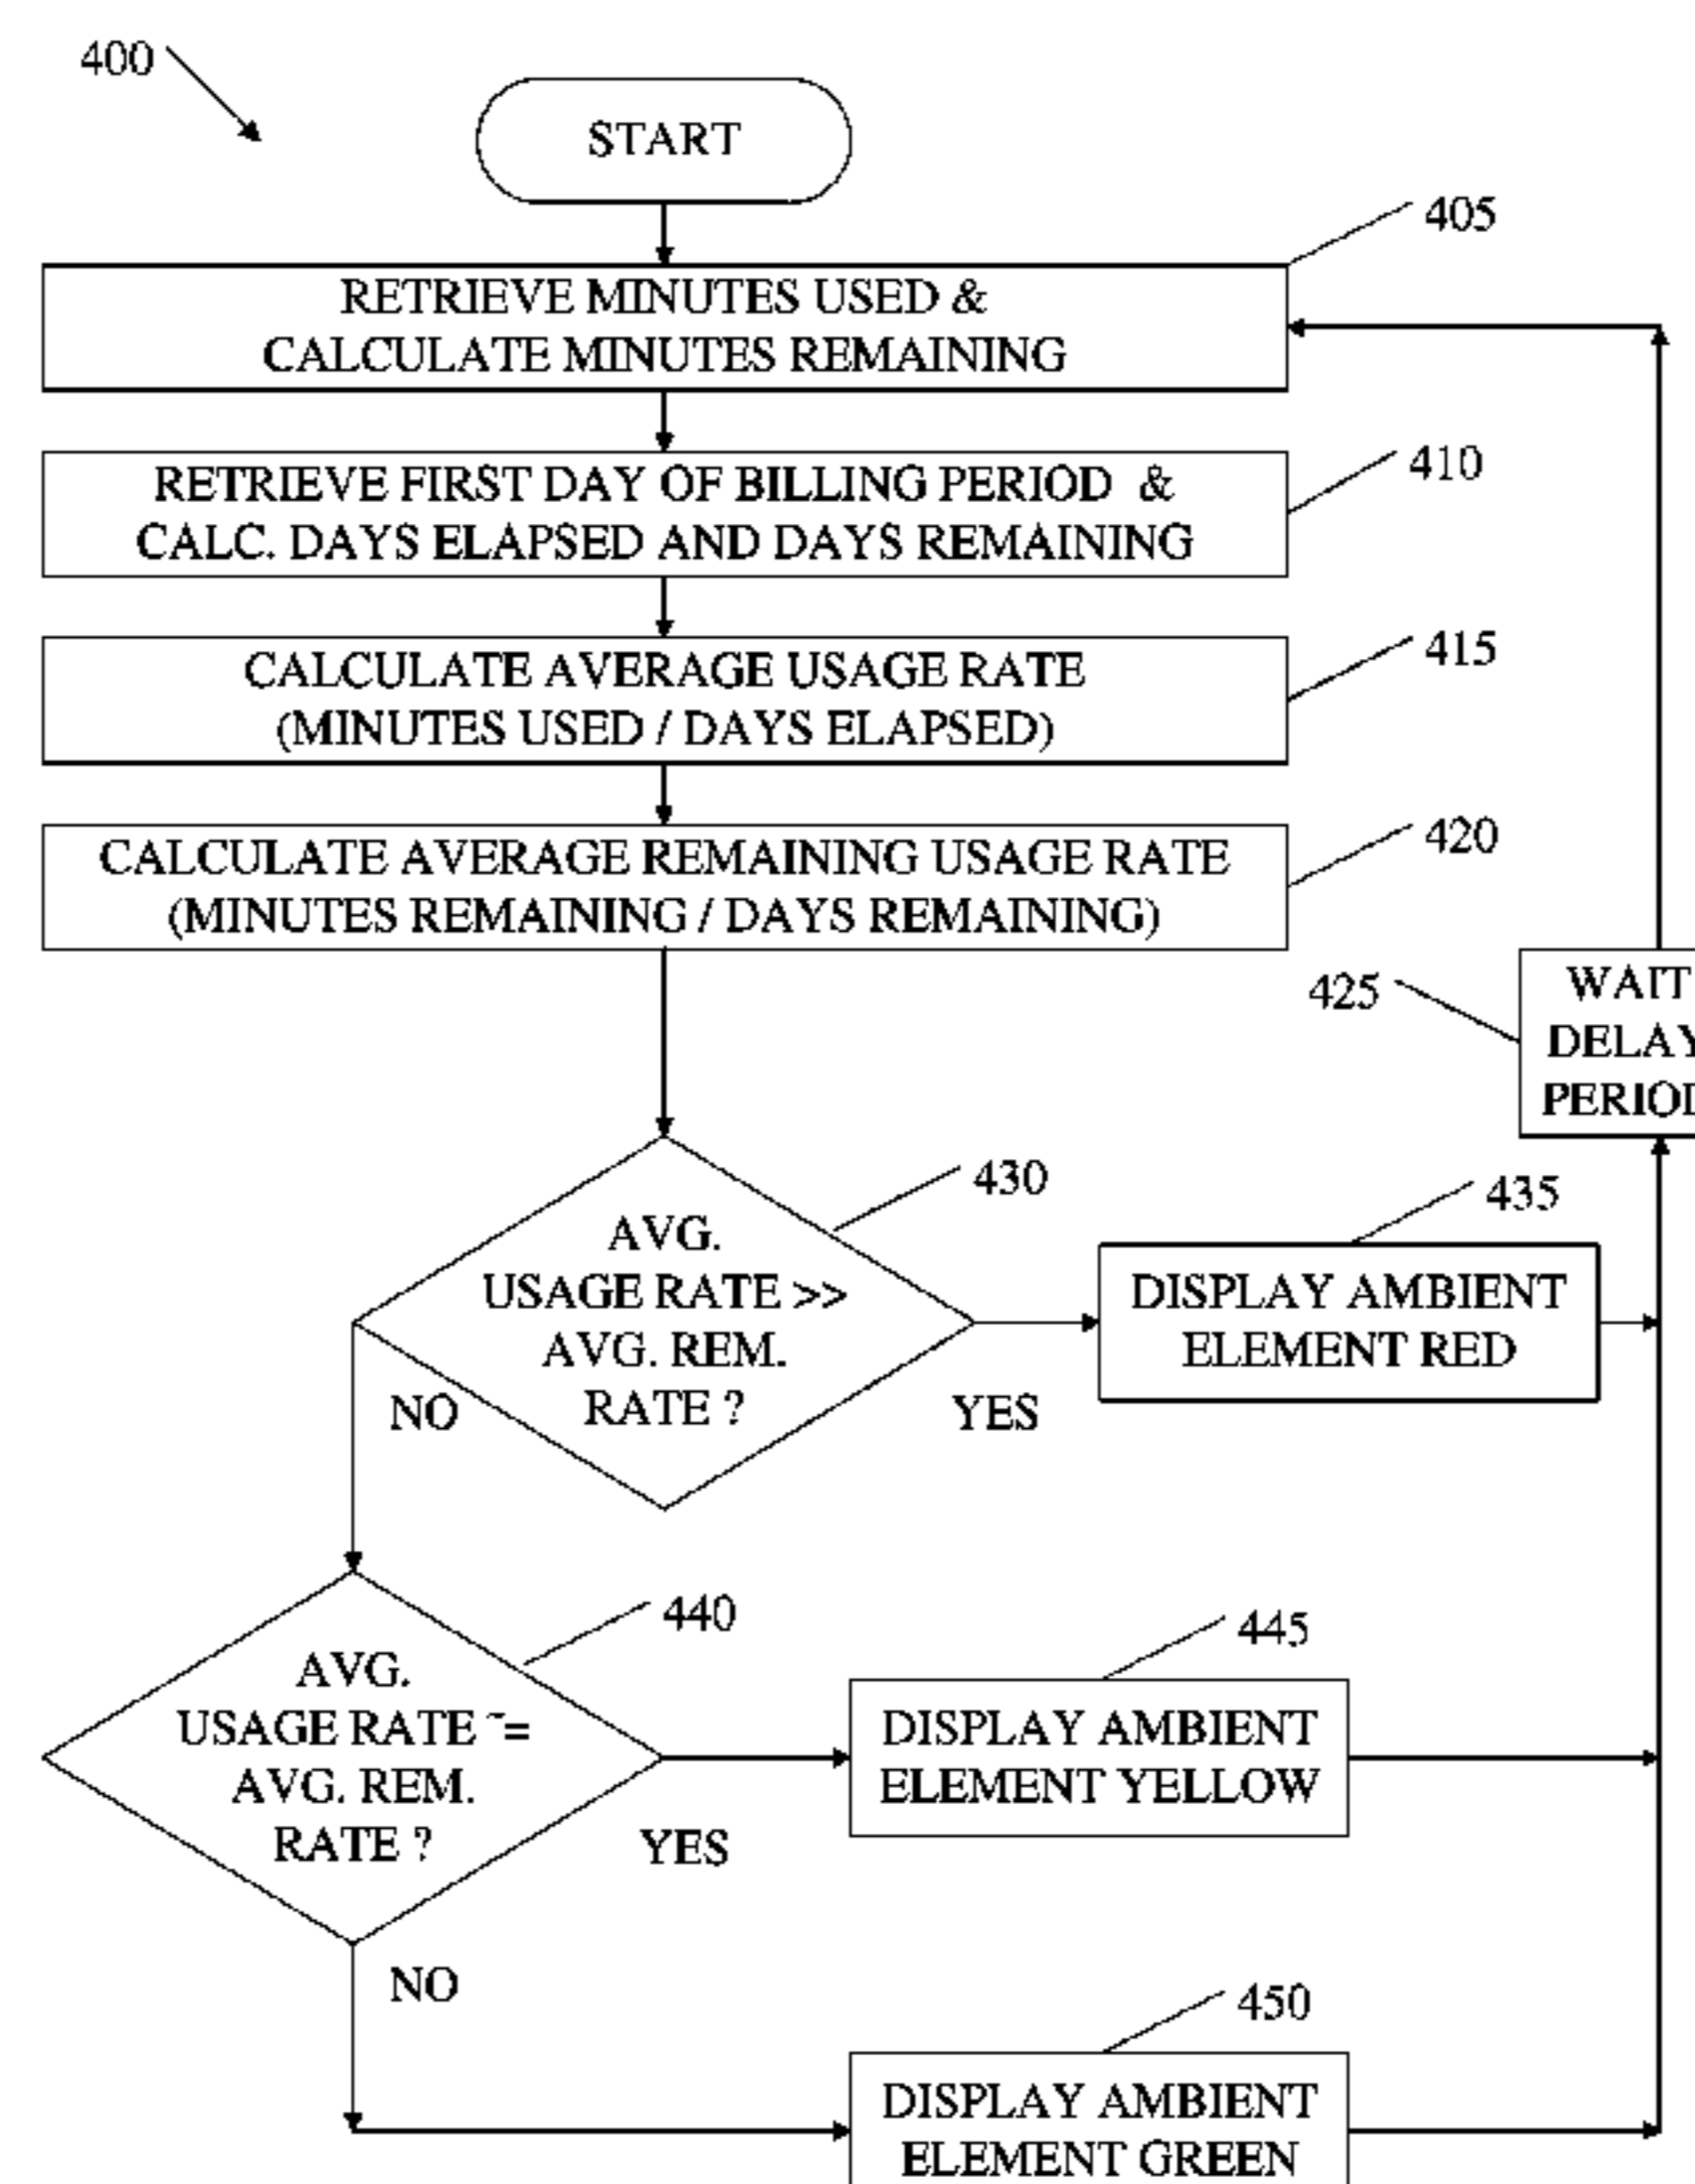 400
START
405
RETRIEVE MINUTES USED &
CALCULATE MINUTES REMAINING
410
RETRIEVE FIRST DAY OF BILLING PERIOD &
CALC. DAYS ELAPSED AND DAYS REMAINING
415
CALCULATE AVERAGE USAGE RATE
(MINUTES USED / DAYS ELAPSED)
420
CALCULATE AVERAGE REMAINING USAGE RATE
(MINUTES REMAINING / DAYS REMAINING)
425
WAIT
DELAY
PERIOD
430
AVG.
USAGE RATE >>
AVG. REM.
RATE ?
NO
YES
435
DISPLAY AMBIENT
ELEMENT RED
440
AVG.
USAGE RATE ~=
AVG. REM.
RATE ?
YES
NO
445
DISPLAY AMBIENT
ELEMENT YELLOW
450
DISPLAY AMBIENT
ELEMENT GREEN